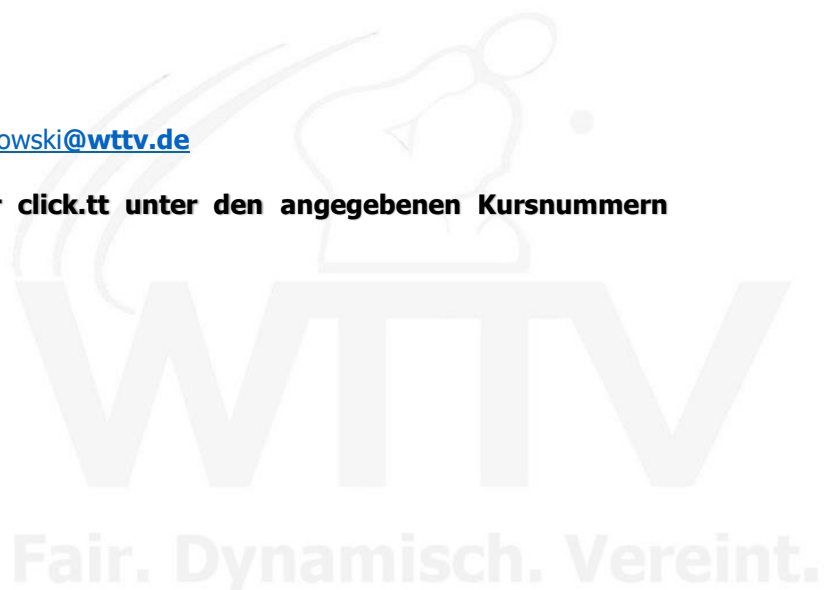 owski@wttv.de
click.tt unter den angegebenen Kursnummern
WTTV
Fair. Dynamisch. Vereint.